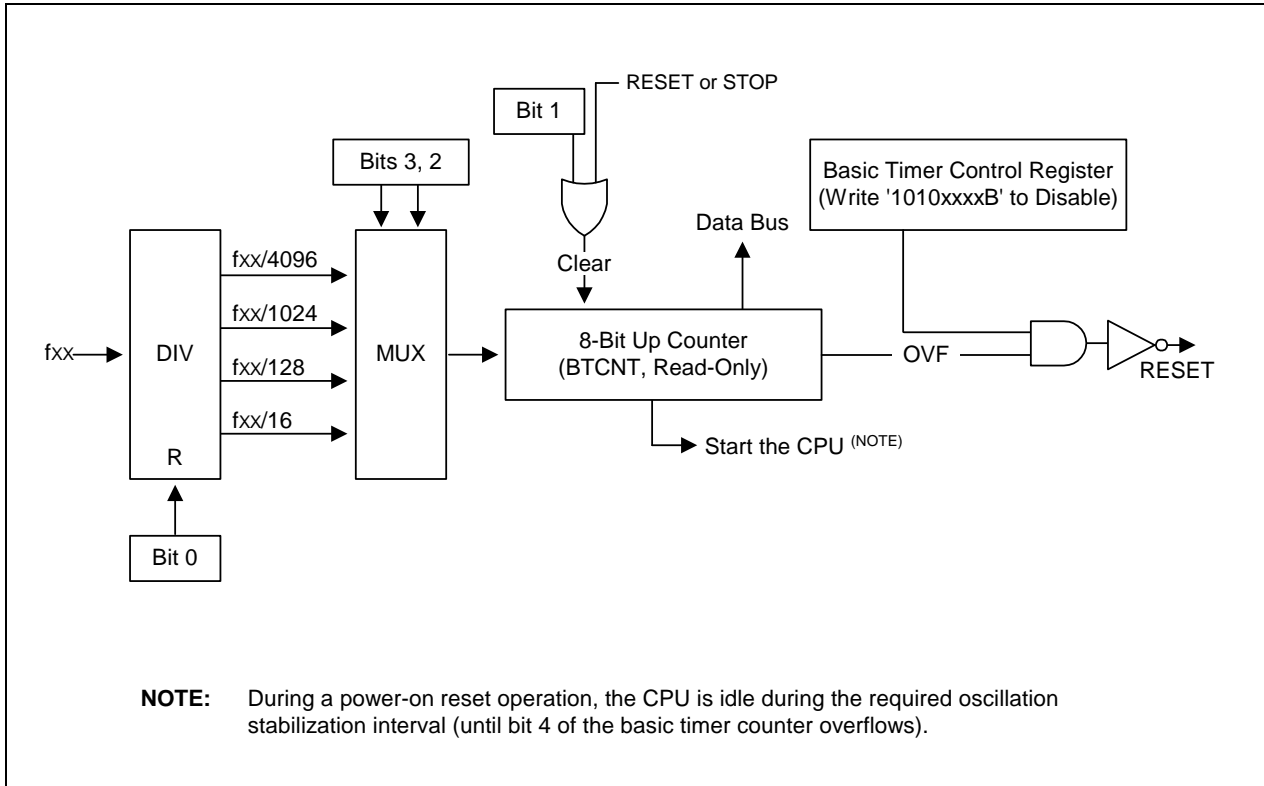 RESET or STOP
Bit 1
Bits 3, 2
Basic Timer Control Register
(Write '1010xxxxB' to Disable)
Data Bus
fxx/4096
Clear
fxx/1024
fxx
DIV
MUX
8-Bit Up Counter
(BTCNT, Read-Only)
OVF
RESET
fxx/128
fxx/16
R
Start the CPU (NOTE)
Bit 0
NOTE: During a power-on reset operation, the CPU is idle during the required oscillation
stabilization interval (until bit 4 of the basic timer counter overflows).